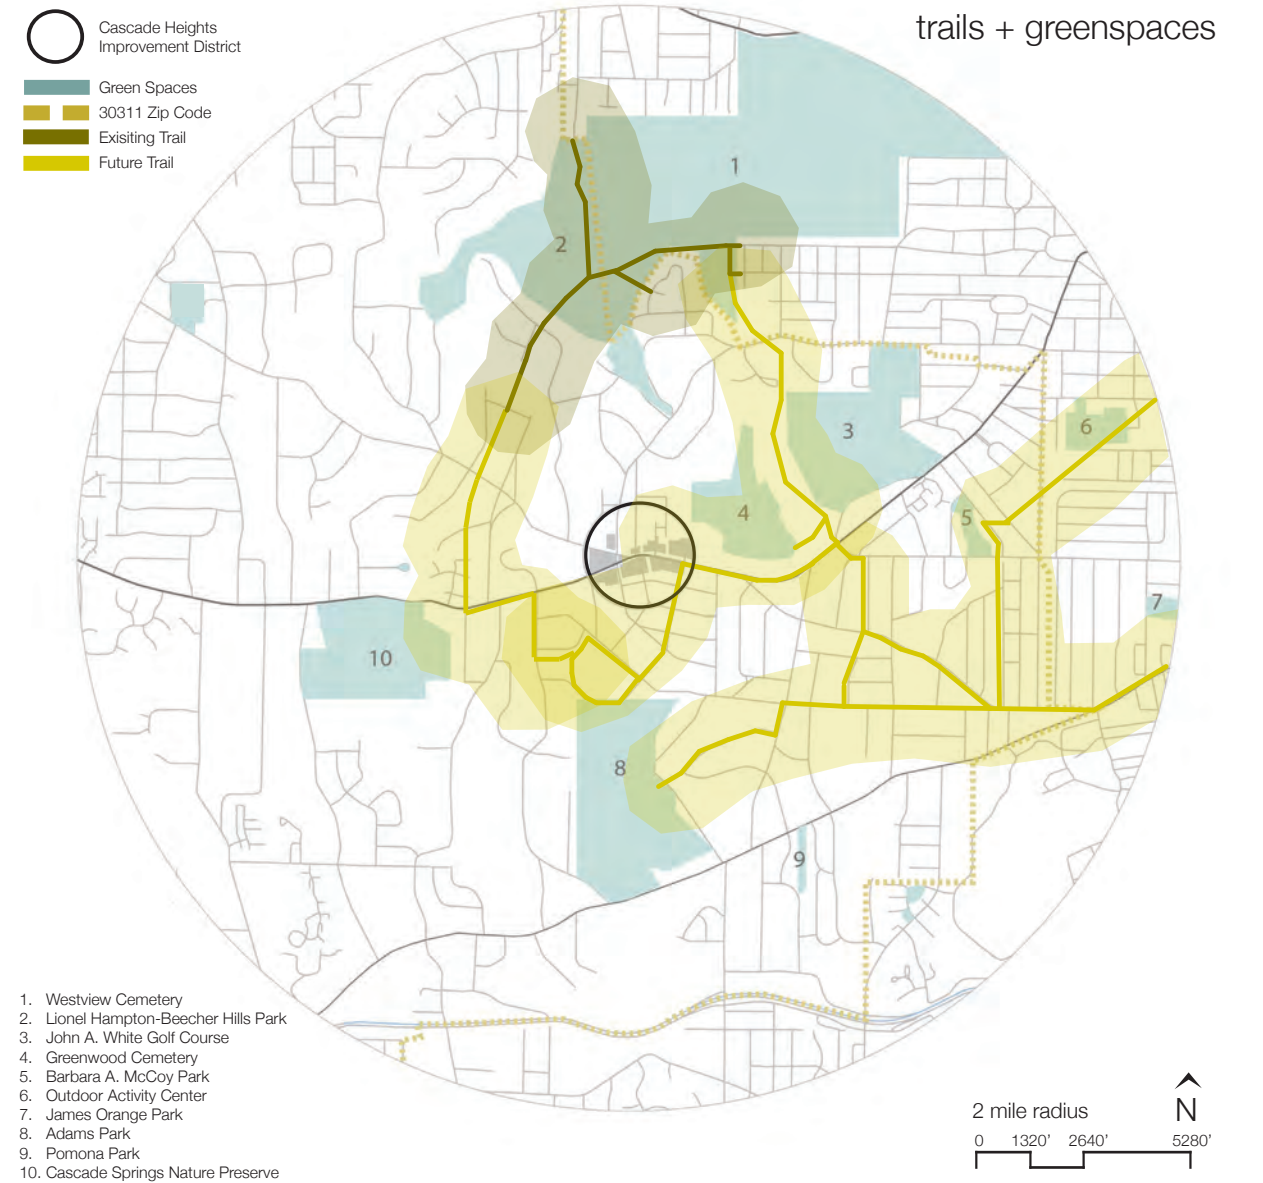 trails + greenspaces
Cascade Heights
Improvement District
Green Spaces
30311 Zip Code
Exisiting Trail
Future Trail
1
2
3
6
4
5
7
10
8
9
1. Westview Cemetery
2. Lionel Hampton-Beecher Hills Park
3. John A. White Golf Course
4. Greenwood Cemetery
5. Barbara A. McCoy Park
6. Outdoor Activity Center
7. James Orange Park
8. Adams Park
9. Pomona Park
10. Cascade Springs Nature Preserve
2 mile radius
N
0 1320' 2640' 5280'